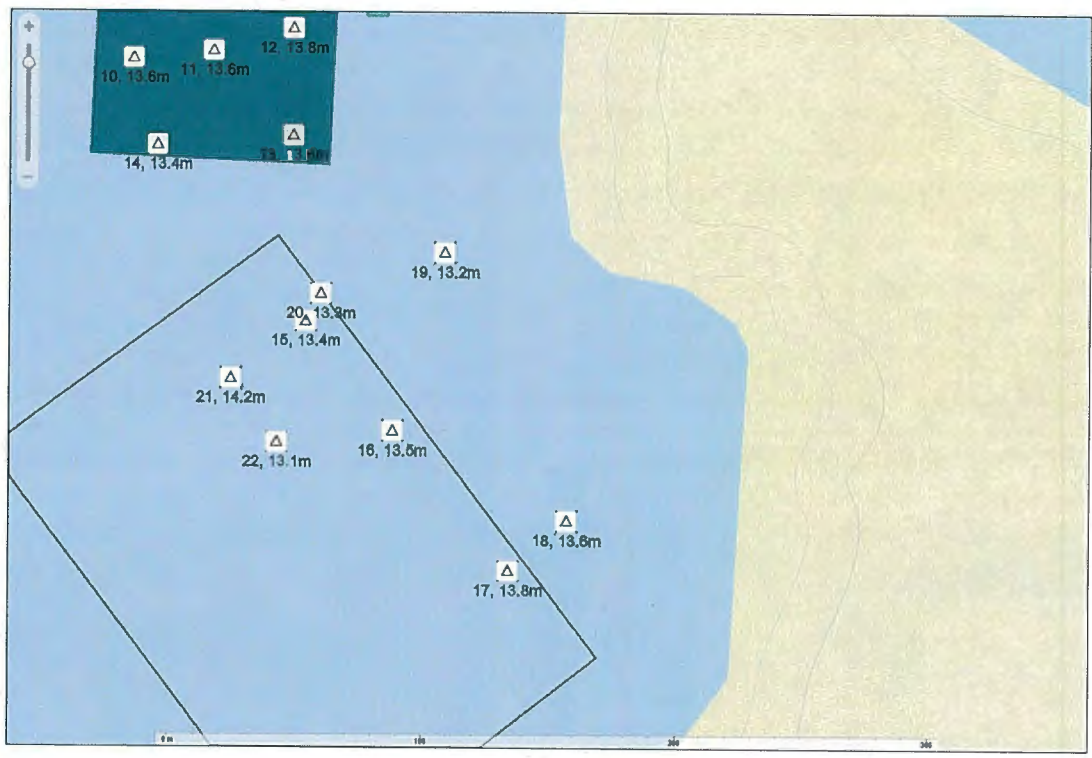 +
12, 13.8m
10, 13.6m
11, 13.6m
14, 13.4m
19, 13.2m
20, 13.3m
15, 13.4m
21, 14.2m
16, 13.5m
22, 13.1m
18, 13.6m
17, 13.8m
0 m
100
200
300